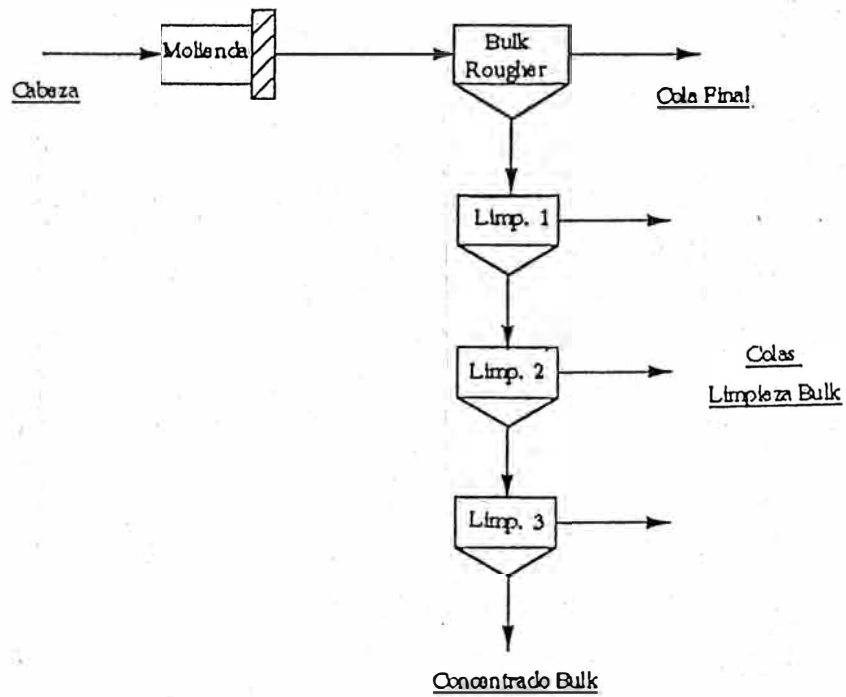 Cabeza
Molienda
Bulk
Rougher
Cola Final
Limp. 1
Limp. 2
Colas
Limpieza Bulk
Limp. 3
Concentrado Bulk